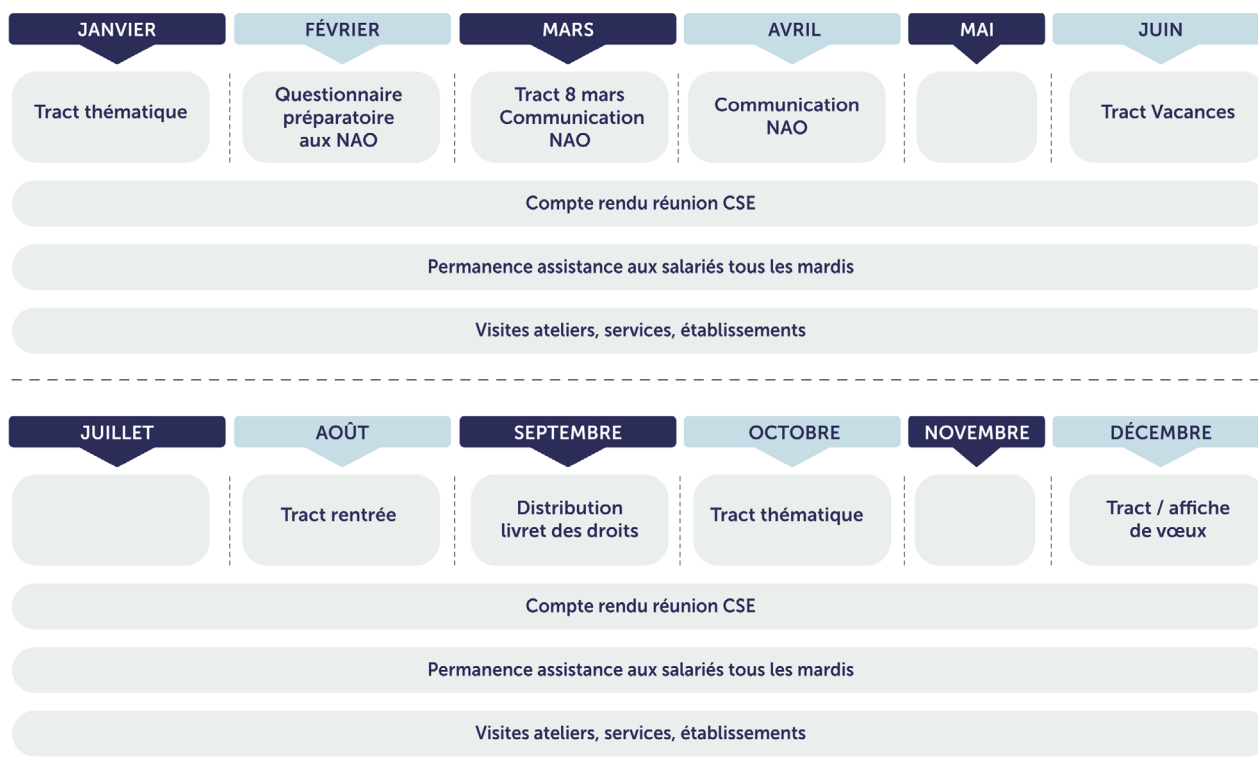 JANVIER
FÉVRIER
MARS
AVRIL
MAI
JUIN
Tract thématique
Questionnaire
préparatoire
aux NAO
Tract 8 mars
Communication
NAO
Communication
NAO
Tract Vacances
Compte rendu réunion CSE
Permanence assistance aux salariés tous les mardis
Visites ateliers, services, établissements
JUILLET
AOÛT
SEPTEMBRE
OCTOBRE
NOVEMBRE
DÉCEMBRE
Tract rentrée
Distribution
livret des droits
Tract thématique
Tract / affiche
de vœux
Compte rendu réunion CSE
Permanence assistance aux salariés tous les mardis
Visites ateliers, services, établissements